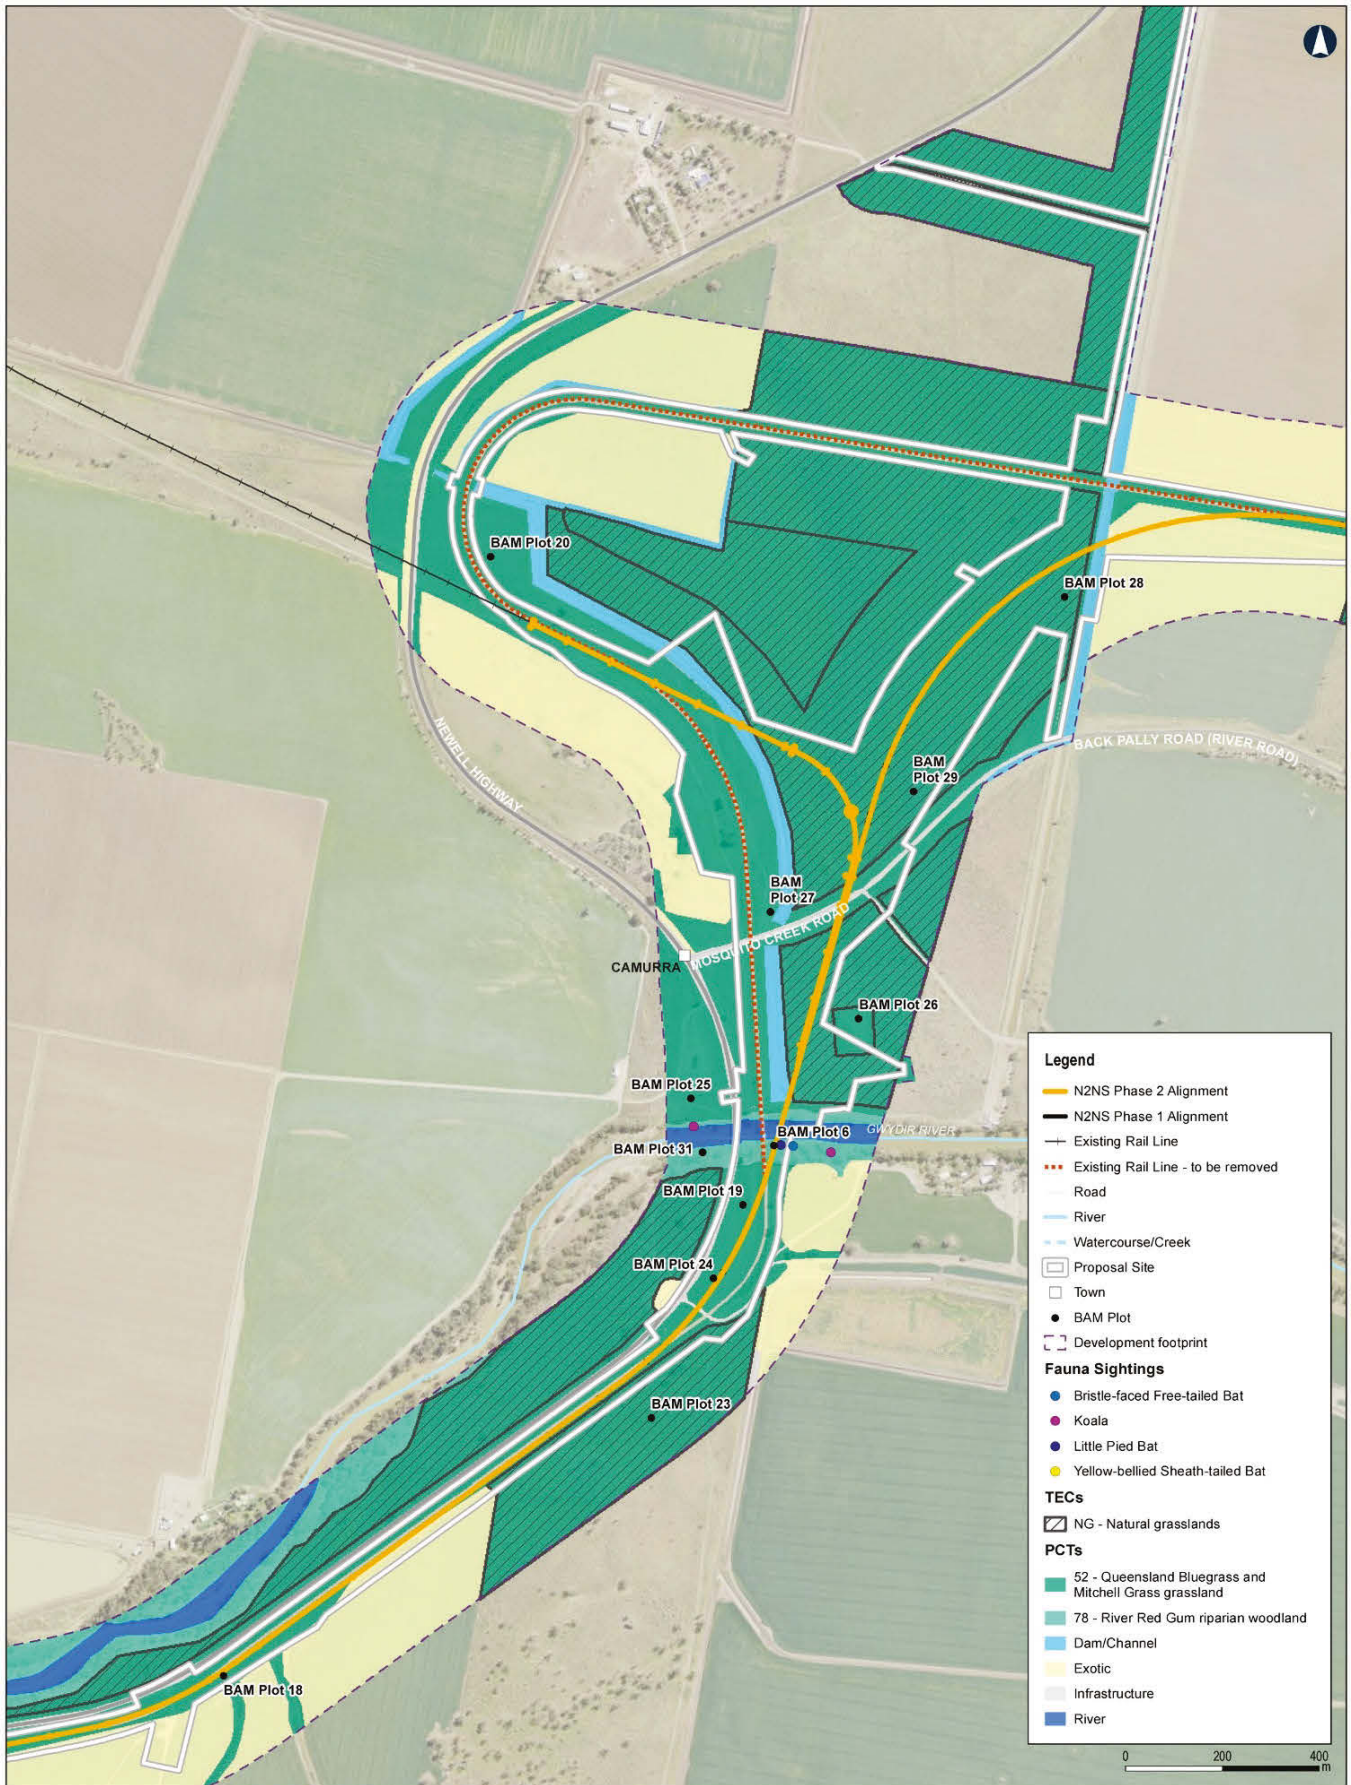 BAM Plot 20
BAM Plot 28
NEWELL HIGHWAY
BACK PALLY ROAD (RIVER ROAD)
BAM
Plot 29
BAM
Plot 27
MOSQUITO CREEK ROAD
CAMURRA
BAM Plot 26
BAM Plot 25
BAM Plot 6
GWYDIR RIVER
BAM Plot 31
BAM Plot 19
BAM Plot 24
BAM Plot 23
BAM Plot 18
Legend
N2NS Phase 2 Alignment
N2NS Phase 1 Alignment
Existing Rail Line
Existing Rail Line - to be removed
Road
River
Watercourse/Creek
Proposal Site
Town
BAM Plot
Development footprint
Fauna Sightings
Bristle-faced Free-tailed Bat
Koala
Little Pied Bat
Yellow-bellied Sheath-tailed Bat
TECs
NG - Natural grasslands
PCTs
52 - Queensland Bluegrass and
Mitchell Grass grassland
78 - River Red Gum riparian woodland
Dam/Channel
Exotic
Infrastructure
River
0 200 400
m